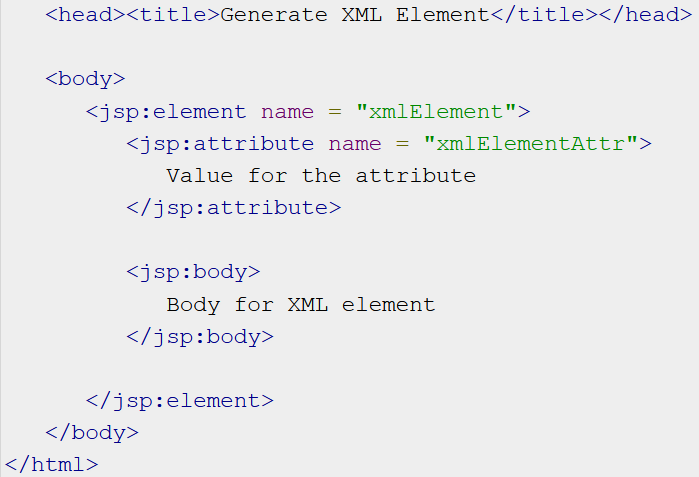 <head><title>Generate XML Element</title></head>
<body>
<jsp:element name = "xmlElement">
<jsp:attribute name = "xmlElementAttr">
Value for the attribute
</jsp:attribute>
<jsp:body>
Body for XML element
</jsp:body>
</jsp:element>
</body>
</html>